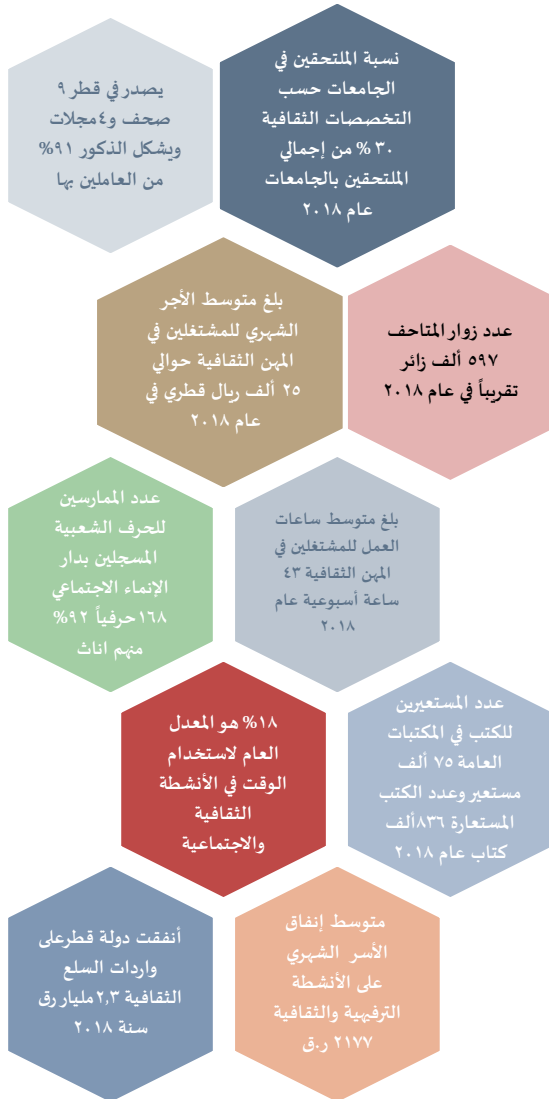 نسبة الملتحقين في
الجامعات حسب
التخصصات الثقافية
٣٠ % من إجمالي
الملتحقين بالجامعات
عام ٢٠١٨
يصدر في قطر ٩
صحف و٤ مجلات
ويشكل الذكور ٩١%
من العاملين بها
عدد زوار المتاحف
٥٩٧ ألف زائر
تقريباً في عام ٢٠١٨
بلغ متوسط الأجر
الشهري للمشتغلين في
المهن الثقافية حوالي
٢٥ ألف ريال قطري في
عام ٢٠١٨
بلغ متوسط ساعات
العمل للمشتغلين في
المهن الثقافية ٤٣
ساعة أسبوعية عام
٢٠١٨
عدد الممارسين
للحرف الشعبية
المسجلين بدار
الإنماء الاجتماعي
١٦٨ حرفياً ٩٢%
منهم اناث
عدد المستعيرين
للكتب في المكتبات
العامة ٧٥ ألف
مستعير وعدد الكتب
المستعارة ٨٣٦ألف
كتاب عام ٢٠١٨
١٨% هو المعدل
العام لاستخدام
الوقت في الأنشطة
الثقافية
والاجتماعية
متوسط إنفاق
الأسر الشهري
على الأنشطة
الترفيهية والثقافية
٢١٧٧ ر.ق
أنفقت دولة قطرعلى
واردات السلع
الثقافية ٢,٣ مليار رق
سنة ٢٠١٨